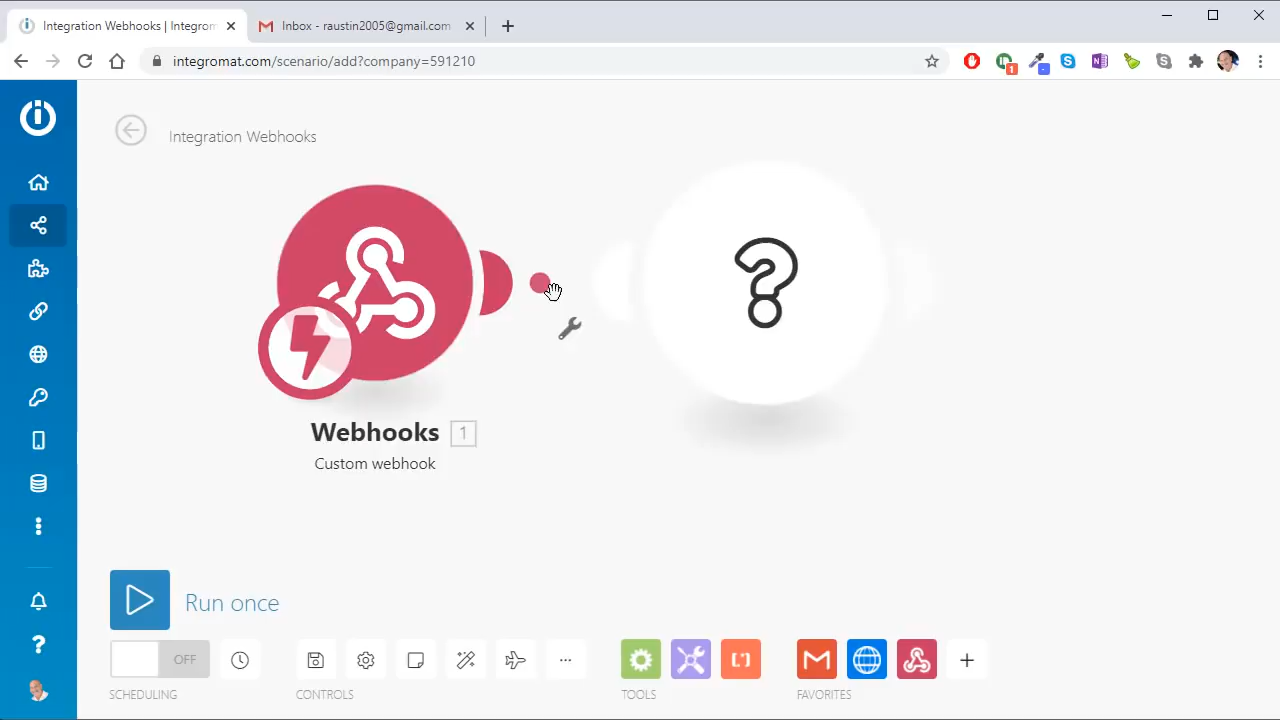 Integration Webhooks | Integrom
Inbox - raustin2005@gmail.com
integromat.com/scenario/add?company=591210
1
Integration Webhooks
Webhooks 1
Custom webhook
Run once
OFF
SCHEDULING
CONTROLS
TOOLS
FAVORITES